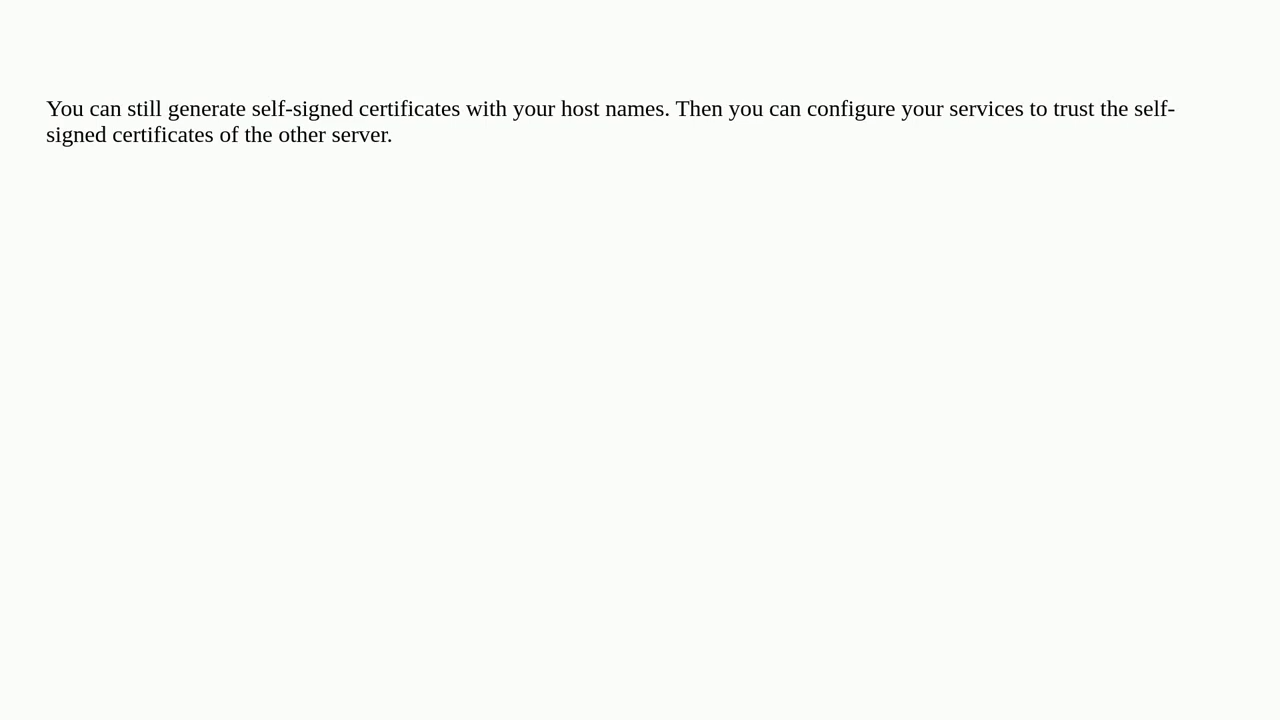 You can still generate self-signed certificates with your host names. Then you can configure your services to trust the self-
signed certificates of the other server.